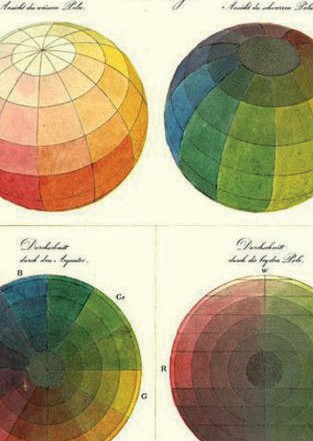 Ansicht des weissen Pols.
Ansicht des schwarzen Pols.
Durchschnitt
durch den Aequator.
Durchschnitt
durch die beyden Pole.
B
Gr
G
W
R